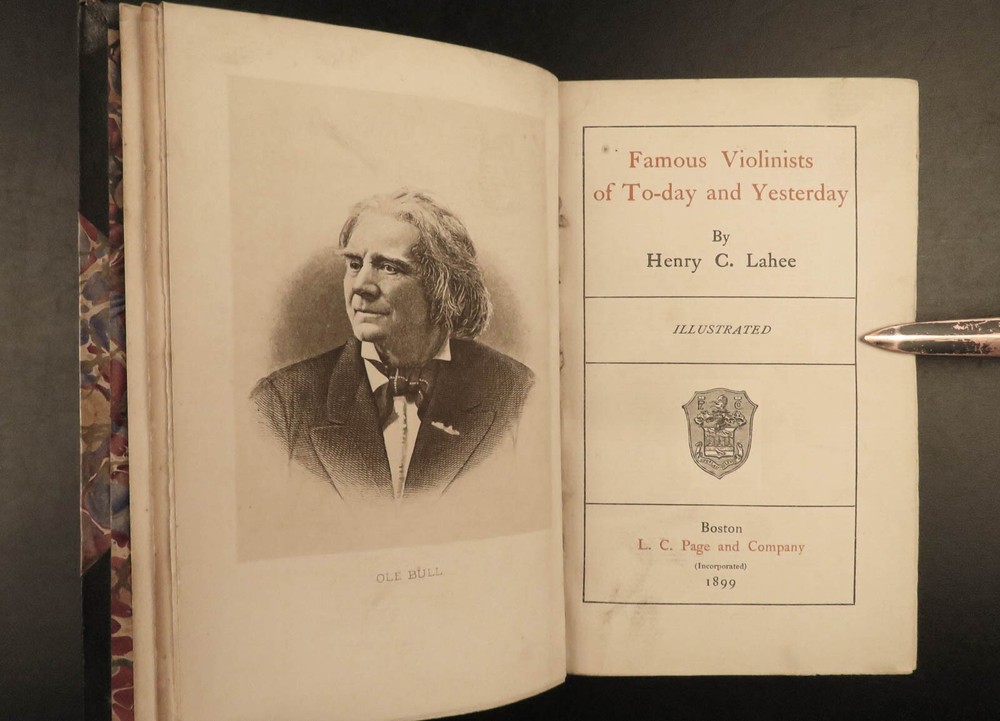 OLE BULL
Famous Violinists
of To-day and Yesterday
By
Henry C. Lahee
ILLUSTRATED
Boston
L. C. Page and Company
(Incorporated)
1899